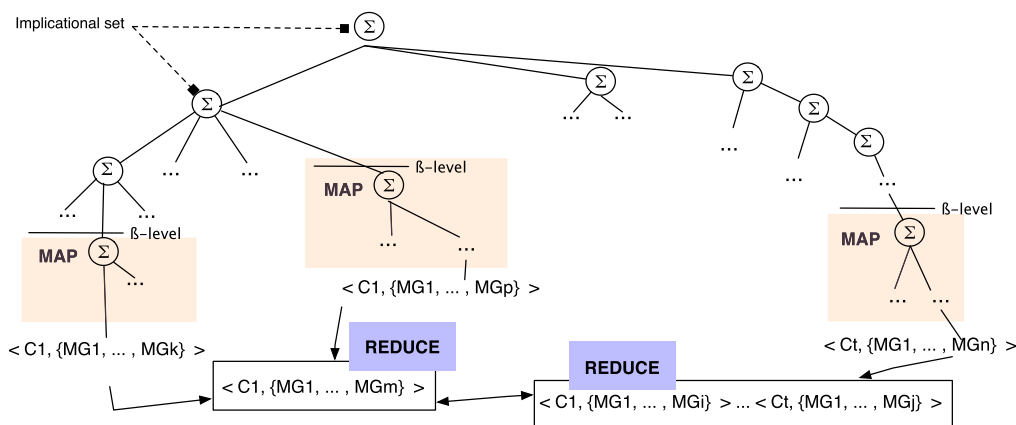 Implicational set
Σ
Σ
Σ
Σ
Σ
Σ
... ...
...
Σ
... ...
ß-level
...
MAP
Σ
...
... ...
ß-level
ß-level
MAP
Σ
...
...
...
MAP
Σ
... ...
< C1, {MG1, ... , MGp} >
< C1, {MG1, ... , MGk} >
REDUCE
< Ct, {MG1, ... , MGn} >
REDUCE
< C1, {MG1, ... , MGm} >
< C1, {MG1, ... , MGi} > ... < Ct, {MG1, ... , MGj} >